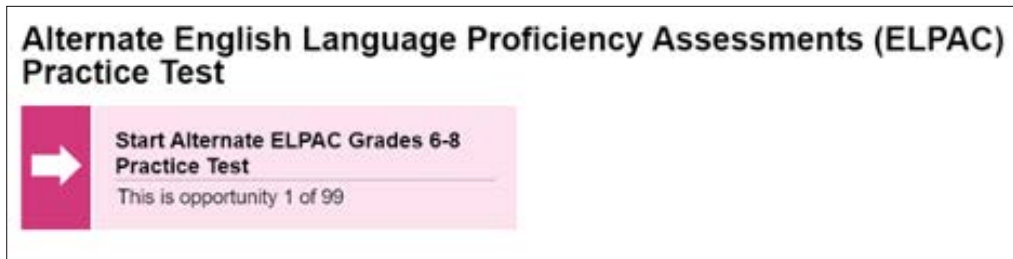 Alternate English Language Proficiency Assessments (ELPAC)
Practice Test
Start Alternate ELPAC Grades 6-8
Practice Test
This is opportunity 1 of 99